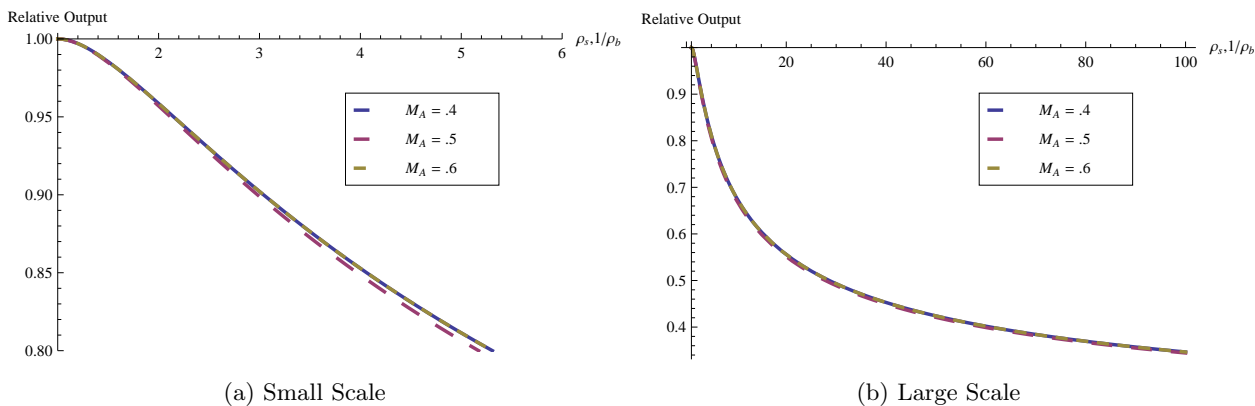 Relative Output
1.00
2 3 4 5 6
ρs,1/ρb
0.95
0.90
0.85
0.80
MA = .4
MA = .5
MA = .6
(a) Small Scale
Relative Output
20 40 60 80 100
ρs,1/ρb
0.9
0.8
0.7
0.6
0.5
0.4
MA = .4
MA = .5
MA = .6
(b) Large Scale